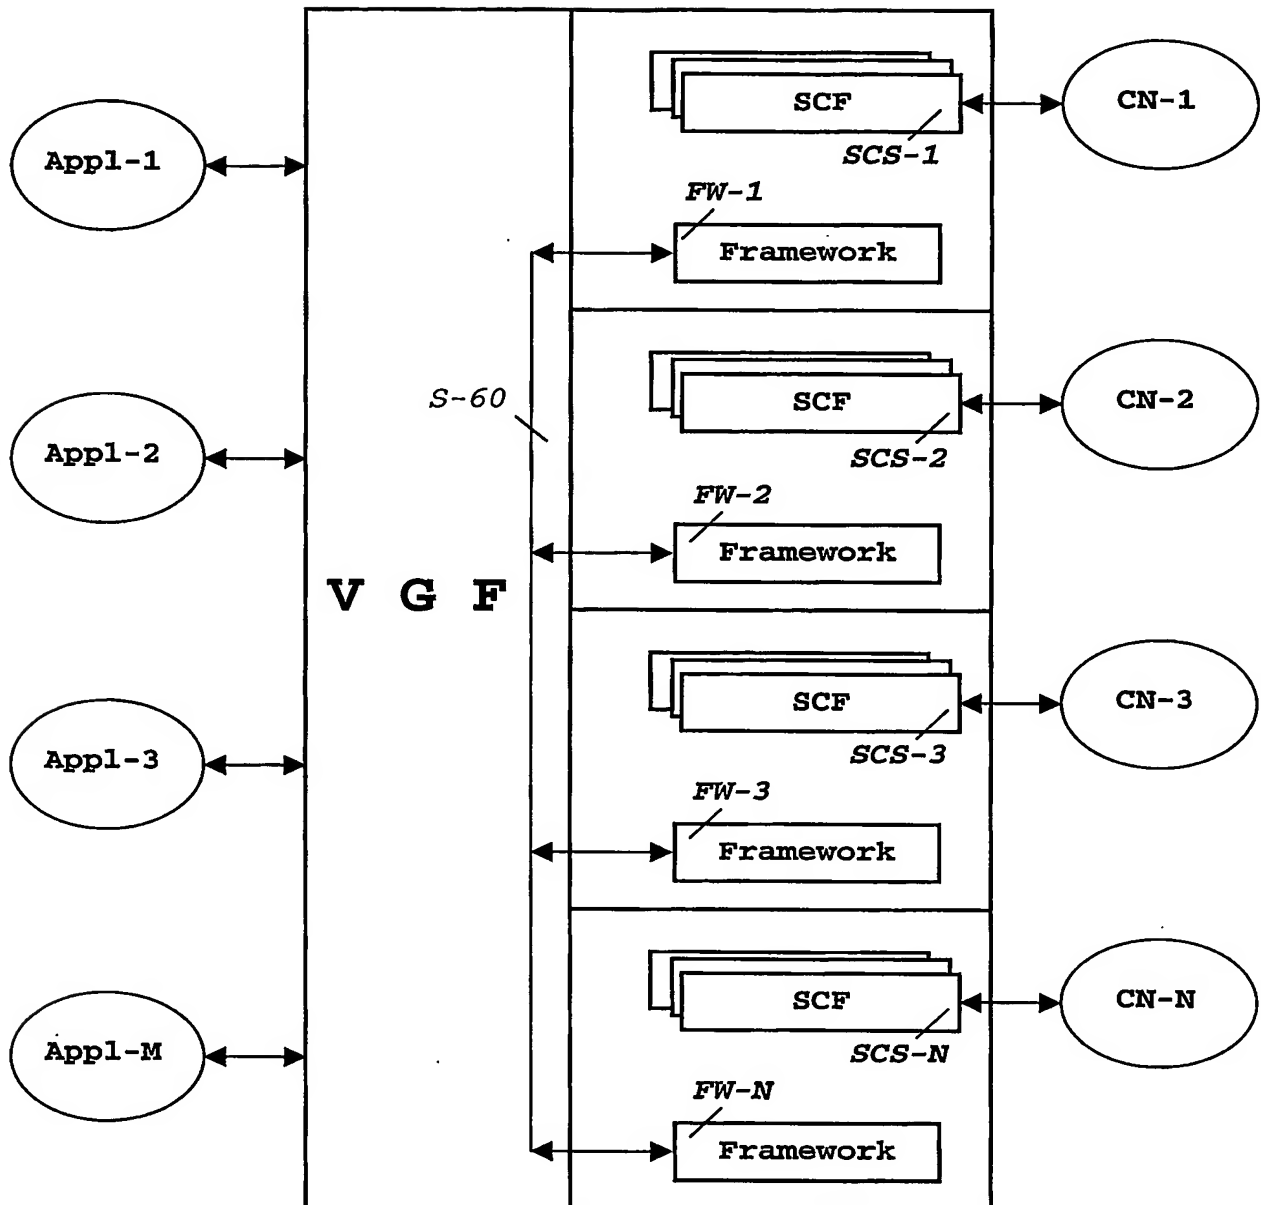 SCF
CN-1
SCS-1
Appl-1
FW-1
Framework
SCF
CN-2
S-60
SCS-2
Appl-2
FW-2
Framework
V G F
SCF
CN-3
SCS-3
Appl-3
FW-3
Framework
SCF
CN-N
SCS-N
Appl-M
FW-N
Framework